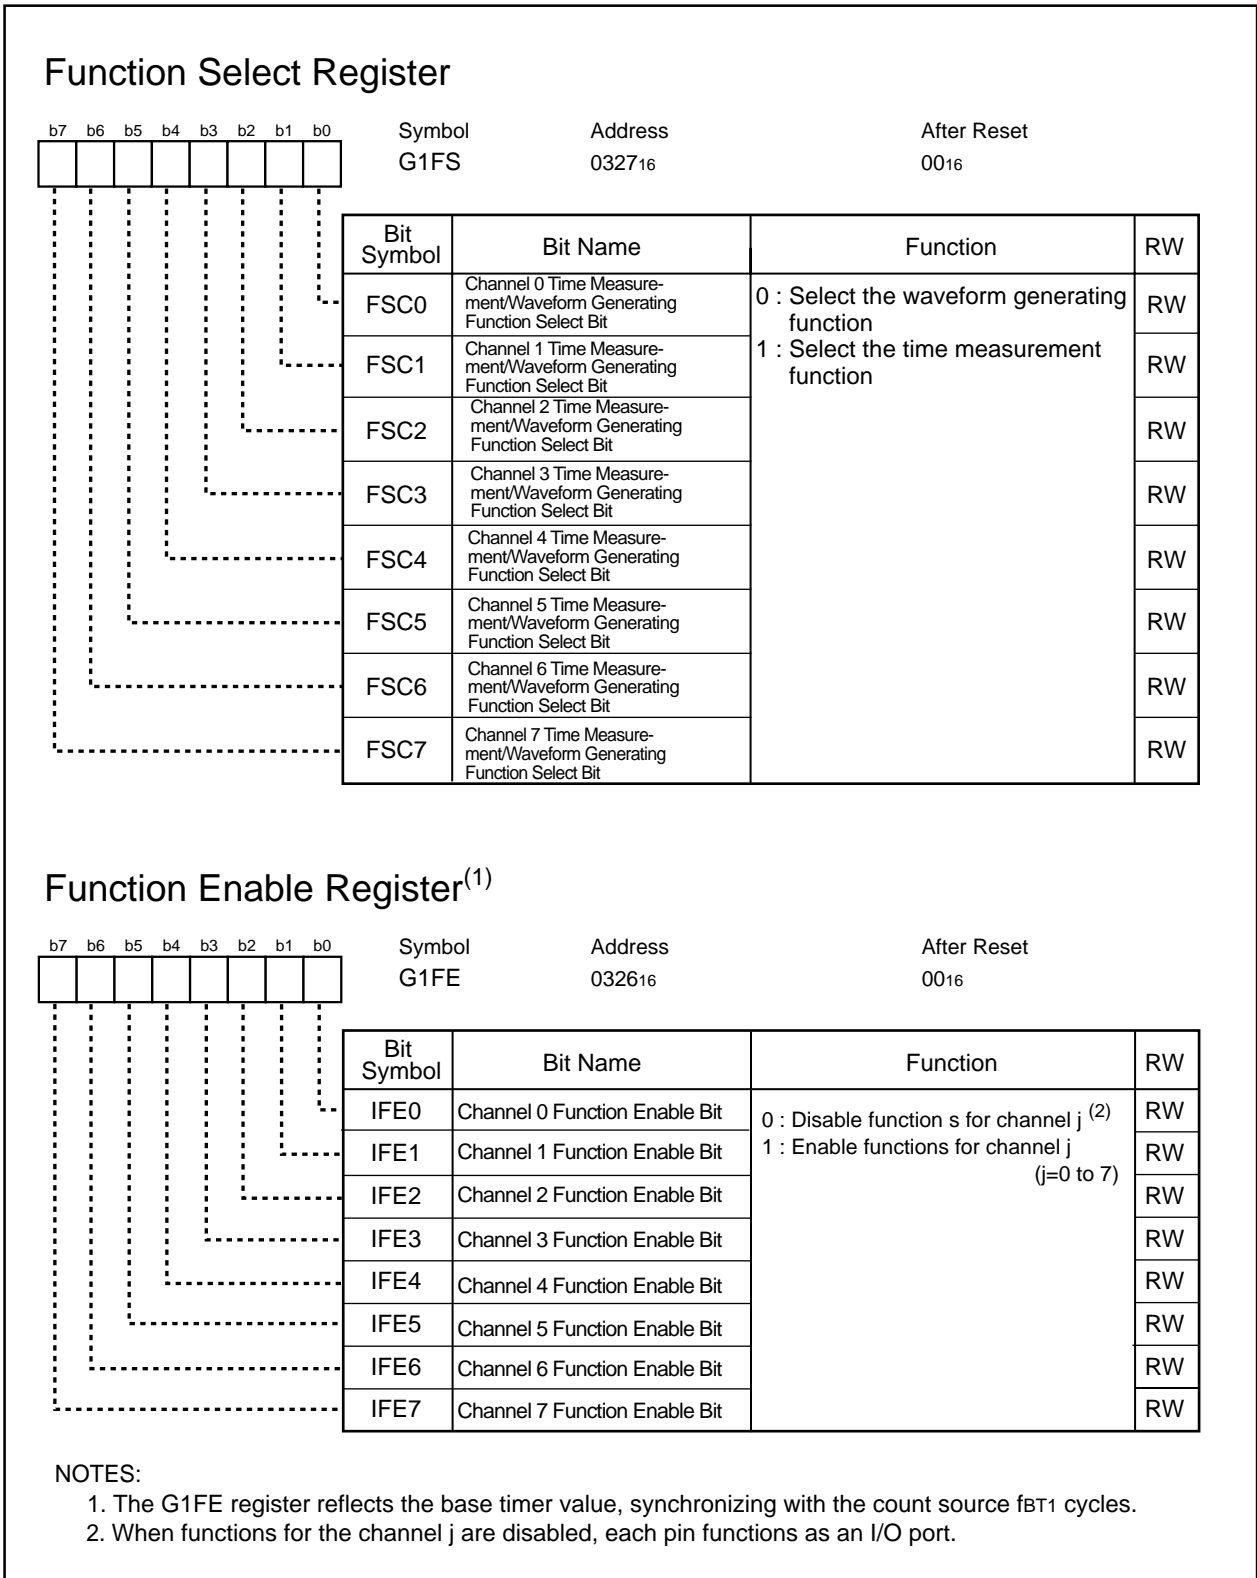 Function Select Register
b7 b6 b5 b4 b3 b2 b1 b0
Symbol Address After Reset
G1FS 032716 0016
Bit Symbol Bit Name Function RW
FSC0 Channel 0 Time Measure-
ment/Waveform Generating
Function Select Bit
0 : Select the waveform generating
function
1 : Select the time measurement
function
RW
FSC1 Channel 1 Time Measure-
ment/Waveform Generating
Function Select Bit
RW
FSC2 Channel 2 Time Measure-
ment/Waveform Generating
Function Select Bit
RW
FSC3 Channel 3 Time Measure-
ment/Waveform Generating
Function Select Bit
RW
FSC4 Channel 4 Time Measure-
ment/Waveform Generating
Function Select Bit
RW
FSC5 Channel 5 Time Measure-
ment/Waveform Generating
Function Select Bit
RW
FSC6 Channel 6 Time Measure-
ment/Waveform Generating
Function Select Bit
RW
FSC7 Channel 7 Time Measure-
ment/Waveform Generating
Function Select Bit
RW
Function Enable Register(1)
b7 b6 b5 b4 b3 b2 b1 b0
Symbol Address After Reset
G1FE 032616 0016
Bit Symbol Bit Name Function RW
IFE0 Channel 0 Function Enable Bit 0 : Disable function s for channel j (2) RW
IFE1 Channel 1 Function Enable Bit 1 : Enable functions for channel j RW
(j=0 to 7)
IFE2 Channel 2 Function Enable Bit RW
IFE3 Channel 3 Function Enable Bit RW
IFE4 Channel 4 Function Enable Bit RW
IFE5 Channel 5 Function Enable Bit RW
IFE6 Channel 6 Function Enable Bit RW
IFE7 Channel 7 Function Enable Bit RW
NOTES:
1. The G1FE register reflects the base timer value, synchronizing with the count source fBT1 cycles.
2. When functions for the channel j are disabled, each pin functions as an I/O port.